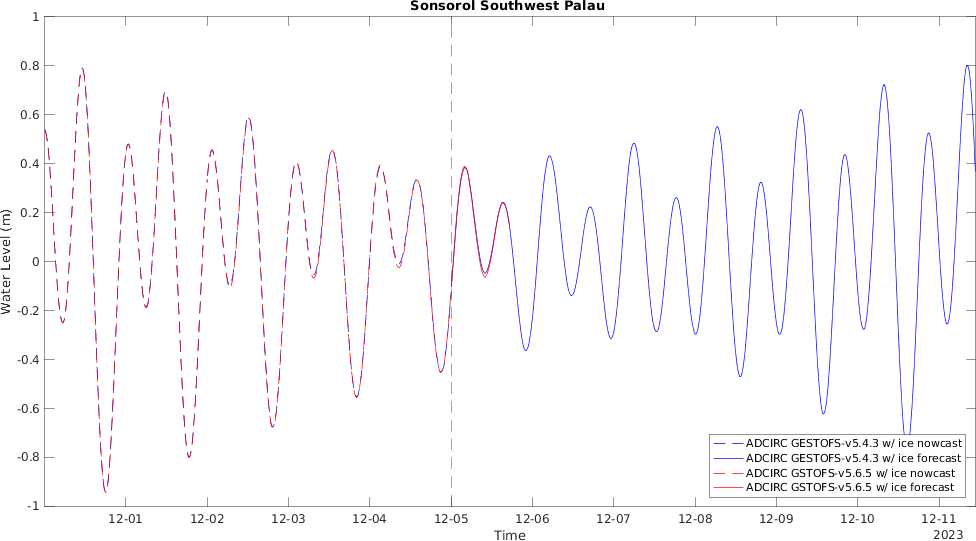 Sonsorol Southwest Palau
Water Level (m)
1
0.8
0.6
0.4
0.2
0
-0.2
-0.4
-0.6
-0.8
-1
ADCIRC GESTOFS-v5.4.3 w/ ice nowcast
ADCIRC GESTOFS-v5.4.3 w/ ice forecast
ADCIRC GSTOFS-v5.6.5 w/ ice nowcast
ADCIRC GSTOFS-v5.6.5 w/ ice forecast
12-01 12-02 12-03 12-04 12-05 12-06 12-07 12-08 12-09 12-10 12-11
Time
2023